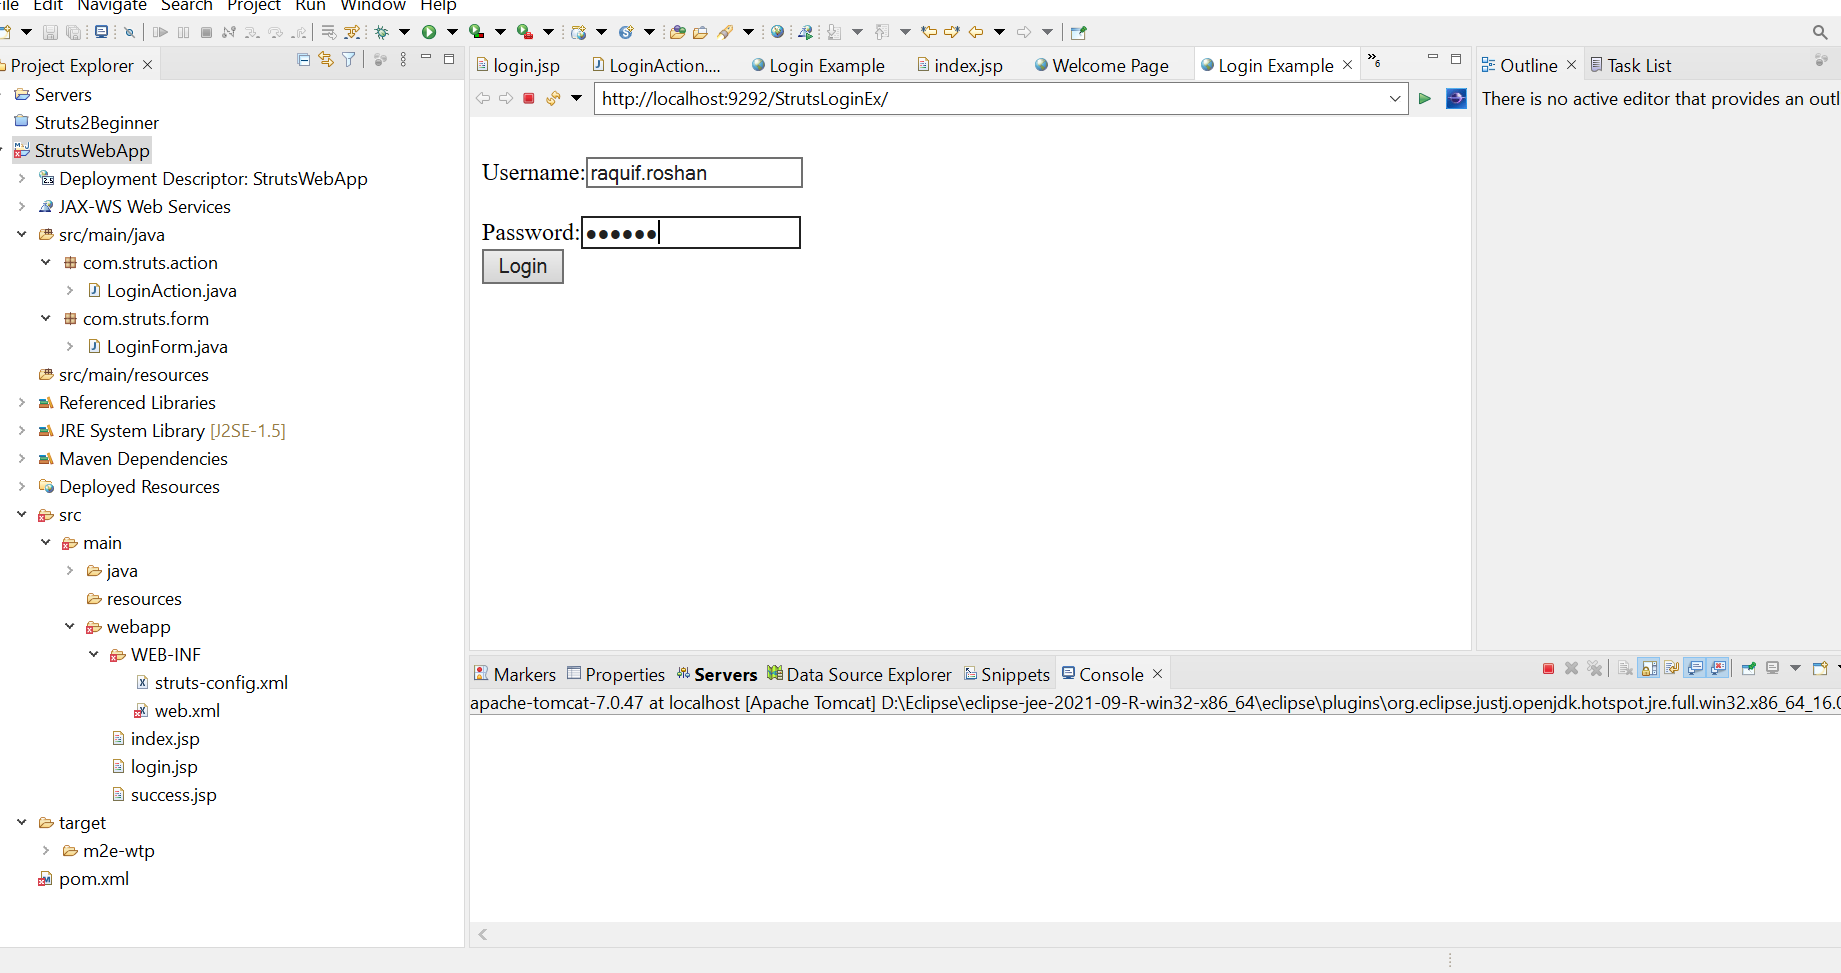 File Edit Navigate Search Project Run Window Help
Project Explorer
login.jsp LoginAction.... Login Example index.jsp Welcome Page Login Example »6
Outline Task List
http://localhost:9292/StrutsLoginEx/
There is no active editor that provides an outl
Servers
Struts2Beginner
StrutsWebApp
Deployment Descriptor: StrutsWebApp
JAX-WS Web Services
src/main/java
com.struts.action
LoginAction.java
com.struts.form
LoginForm.java
src/main/resources
Referenced Libraries
JRE System Library [J2SE-1.5]
Maven Dependencies
Deployed Resources
src
main
java
resources
webapp
WEB-INF
struts-config.xml
web.xml
index.jsp
login.jsp
success.jsp
target
m2e-wtp
pom.xml
Username: raquif.roshan
Password: ●●●●●●
Login
Markers Properties Servers Data Source Explorer Snippets Console
apache-tomcat-7.0.47 at localhost [Apache Tomcat] D:\Eclipse\eclipse-jee-2021-09-R-win32-x86_64\eclipse\plugins\org.eclipse.justj.openjdk.hotspot.jre.full.win32.x86_64_16.0